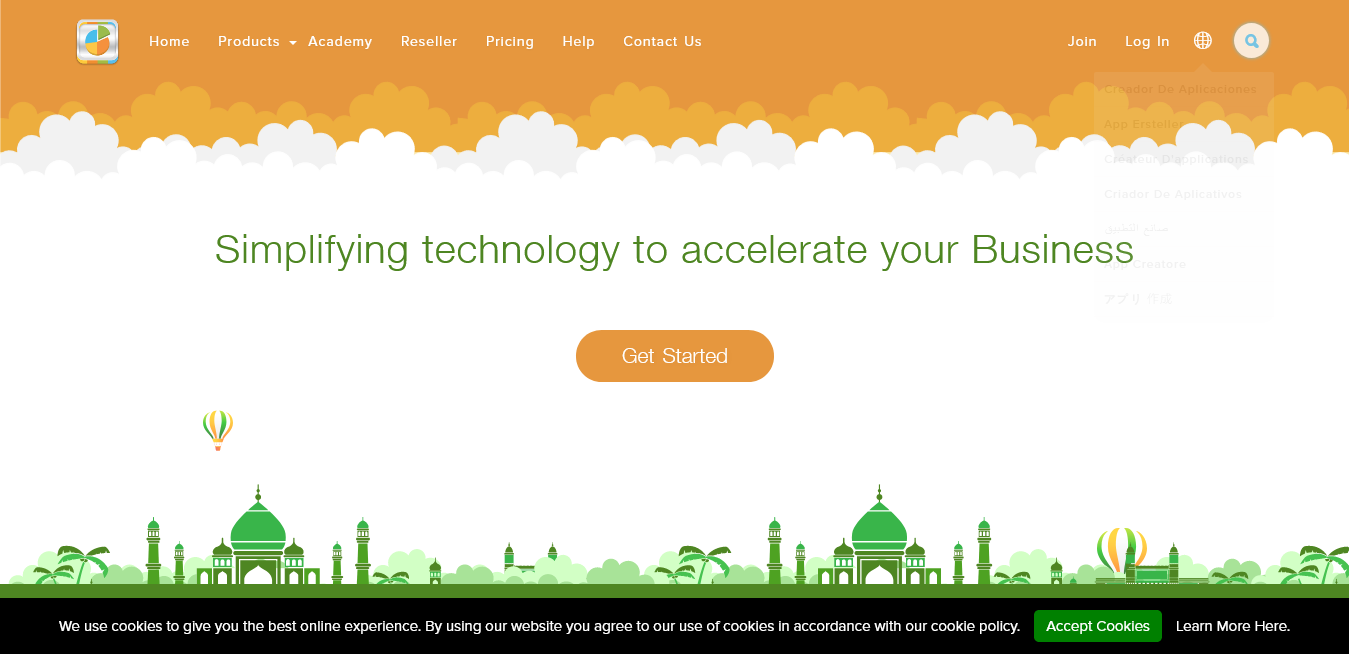 Home Products Academy Reseller Pricing Help Contact Us Join Log In
Creador De Aplicaciones
App Ersteller
Créateur D'applications
Criador De Aplicativos
صانع التطبيق
App Creatore
アプリ 作成
Simplifying technology to accelerate your Business
Get Started
We use cookies to give you the best online experience. By using our website you agree to our use of cookies in accordance with our cookie policy. Accept Cookies Learn More Here.